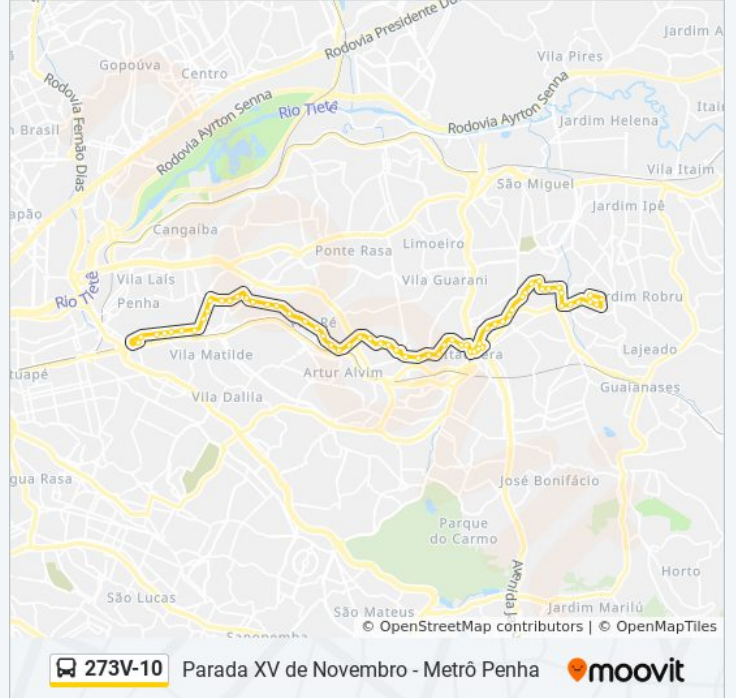 Rodovia Presidente Du
Jardim A
Gopoúva
Centro
Vila Pires
Rodovia Fernão Dias
Rodovia Ayrton Senna
Rio Tietê
Rodovia Ayrton Senna
Itai
Brasil
Jardim Helena
Vila Itaim
São Miguel
apão
Jardim Ipê
Cangaíba
Ponte Rasa
Limoeiro
Rio Tietê
Vila Laís
Vila Guarani
Penha
Ré
rdim Robru
Vila Matilde
Lajeado
tuapé
Artur Alvim
Guaianases
Vila Dalila
gua Rasa
José Bonifácio
Parque
do Carmo
Avenida J
Horto
São Lucas
São Mateus
Jardim Marilú
Sapopemba
© OpenStreetMap contributors | © OpenMapTiles
273V-10 Parada XV de Novembro - Metrô Penha moovit